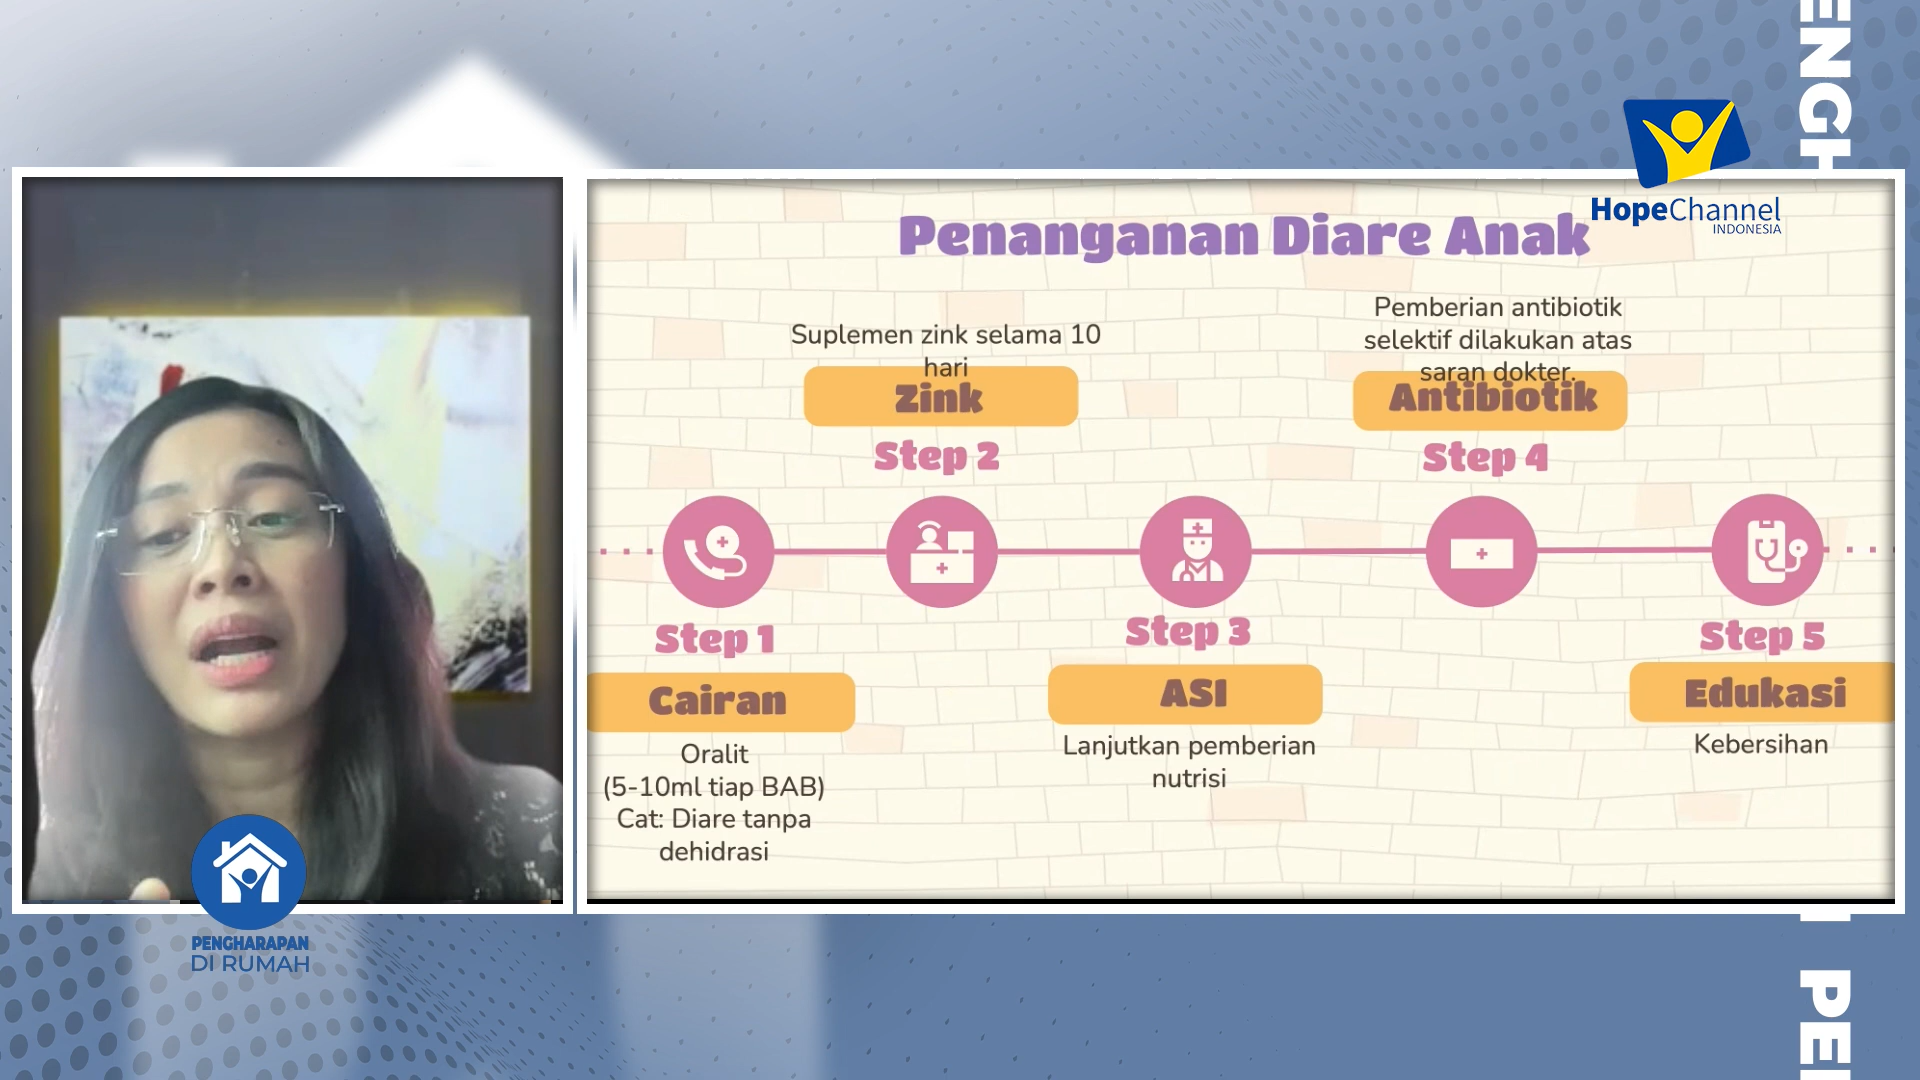 HopeChannel
INDONESIA
Penanganan Diare Anak
Suplemen zink selama 10
hari
Zink
Step 2
Pemberian antibiotik
selektif dilakukan atas
saran dokter.
Antibiotik
Step 4
Step 1
Cairan
Oralit
(5-10ml tiap BAB)
Cat: Diare tanpa
dehidrasi
Step 3
ASI
Lanjutkan pemberian
nutrisi
Step 5
Edukasi
Kebersihan
PENGHARAPAN
DI RUMAH
ENGH
PE